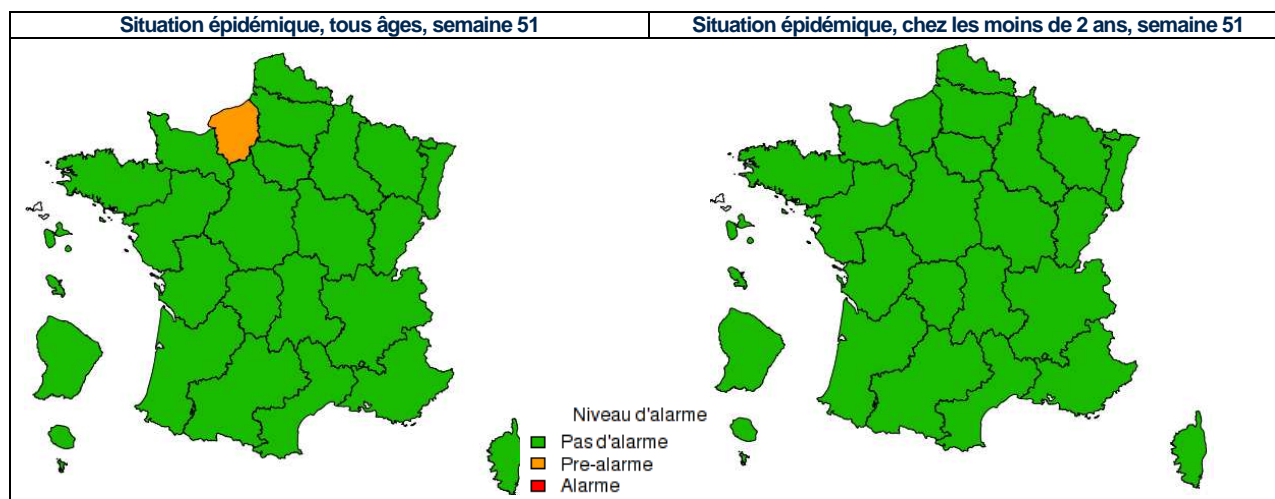 Situation épidémique, tous âges, semaine 51
Situation épidémique, chez les moins de 2 ans, semaine 51
Niveau d'alarme
Pas d'alarme
Pre-alarme
Alarme